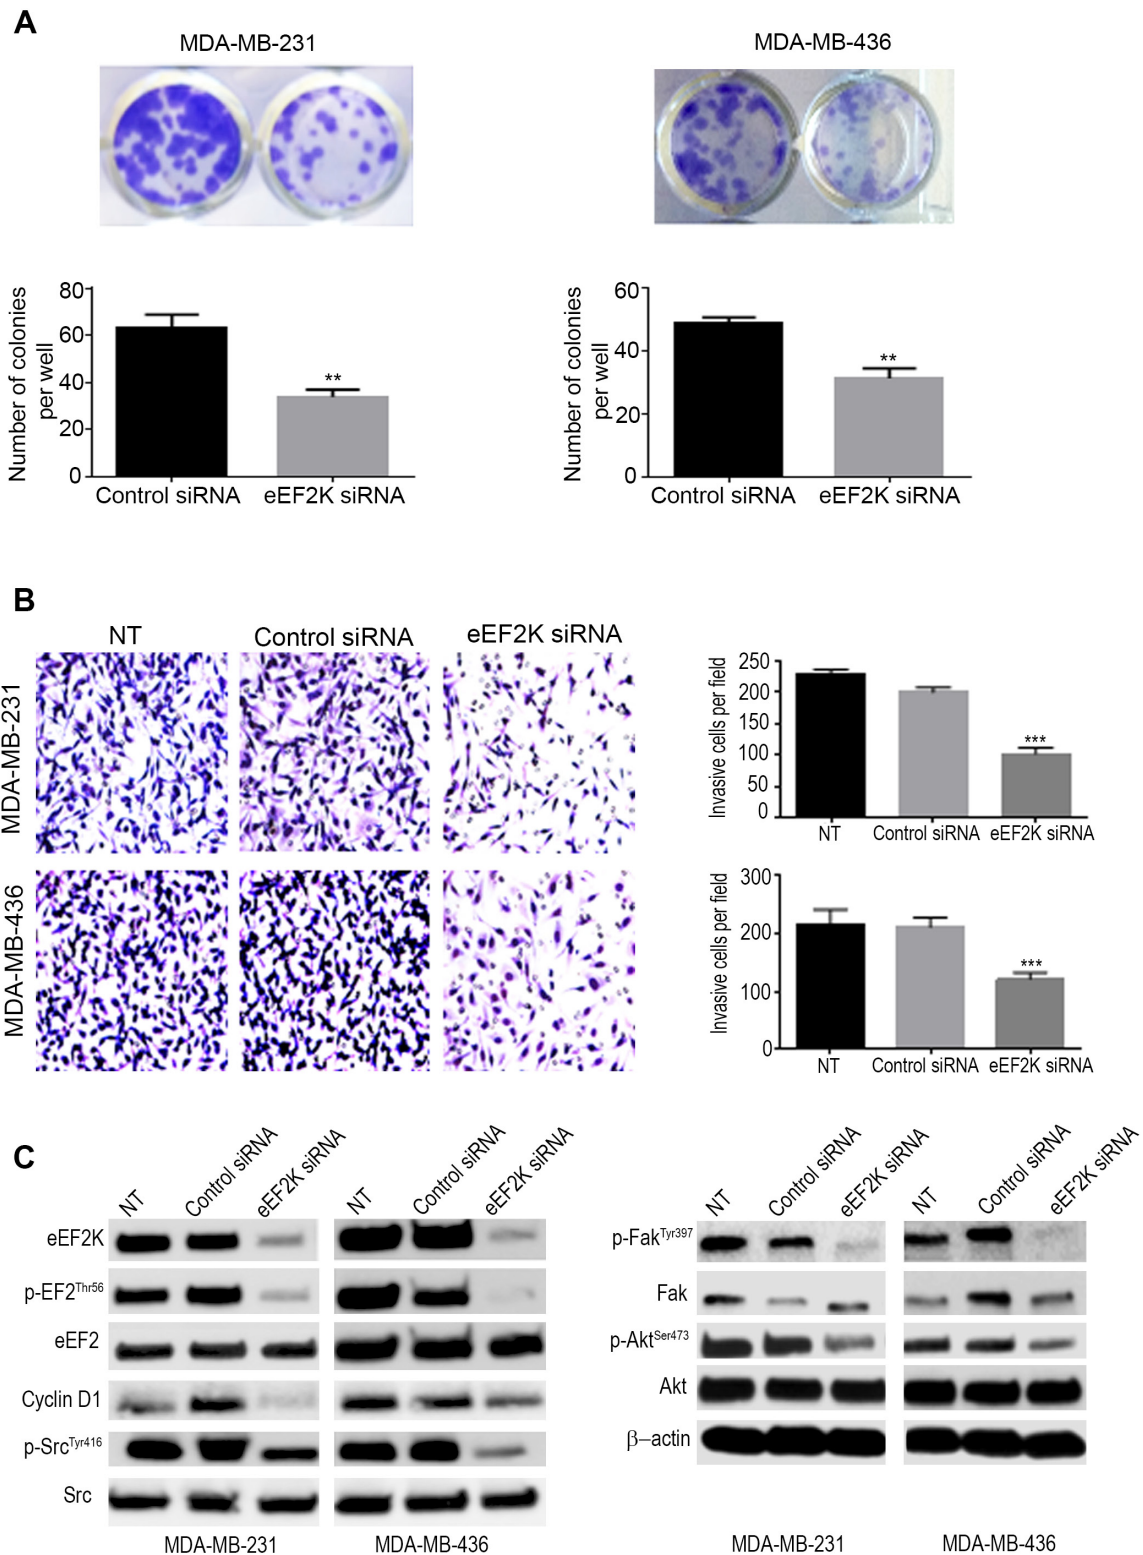 A
MDA-MB-231
MDA-MB-436
Number of colonies
per well
80
60
40
20
0
**
Control siRNA eEF2K siRNA
Number of colonies
per well
60
40
20
0
**
Control siRNA eEF2K siRNA
B
NT Control siRNA eEF2K siRNA
MDA-MB-231
MDA-MB-436
Invasive cells per field
250
200
150
100
50
0
***
NT Control siRNA eEF2K siRNA
Invasive cells per field
300
200
100
0
***
NT Control siRNA eEF2K siRNA
C
NT Control siRNA eEF2K siRNA NT Control siRNA eEF2K siRNA
eEF2K
p-EF2Thr56
eEF2
Cyclin D1
p-SrcTyr416
Src
MDA-MB-231 MDA-MB-436
NT Control siRNA eEF2K siRNA NT Control siRNA eEF2K siRNA
p-FakTyr397
Fak
p-AktSer473
Akt
β–actin
MDA-MB-231 MDA-MB-436